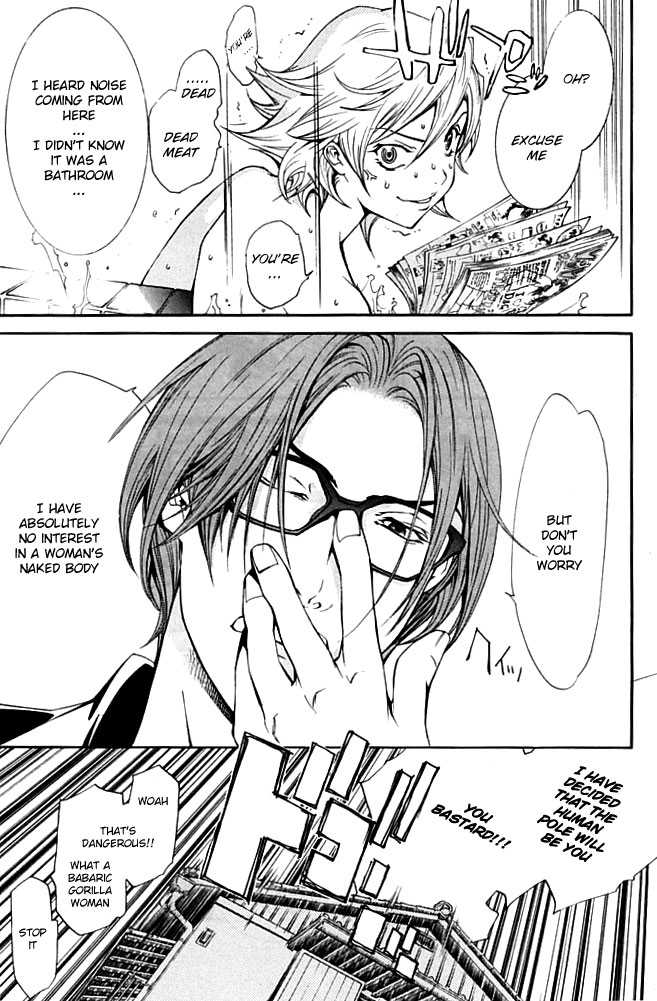 OH?
EXCUSE
ME
YOU'RE...
.....
DEAD
DEAD
MEAT
YOU'RE
...
I HEARD NOISE
COMING FROM
HERE
...
I DIDN'T KNOW
IT WAS A
BATHROOM
...
BUT
DON'T
YOU
WORRY
I HAVE
ABSOLUTELY
NO INTEREST
IN A WOMAN'S
NAKED BODY
I HAVE
DECIDED
THAT THE
HUMAN
POLE WILL
BE YOU
YOU
BASTARD!!!
WOAH
THAT'S
DANGEROUS!!
WHAT A
BABARIC
GORILLA
WOMAN
STOP
IT